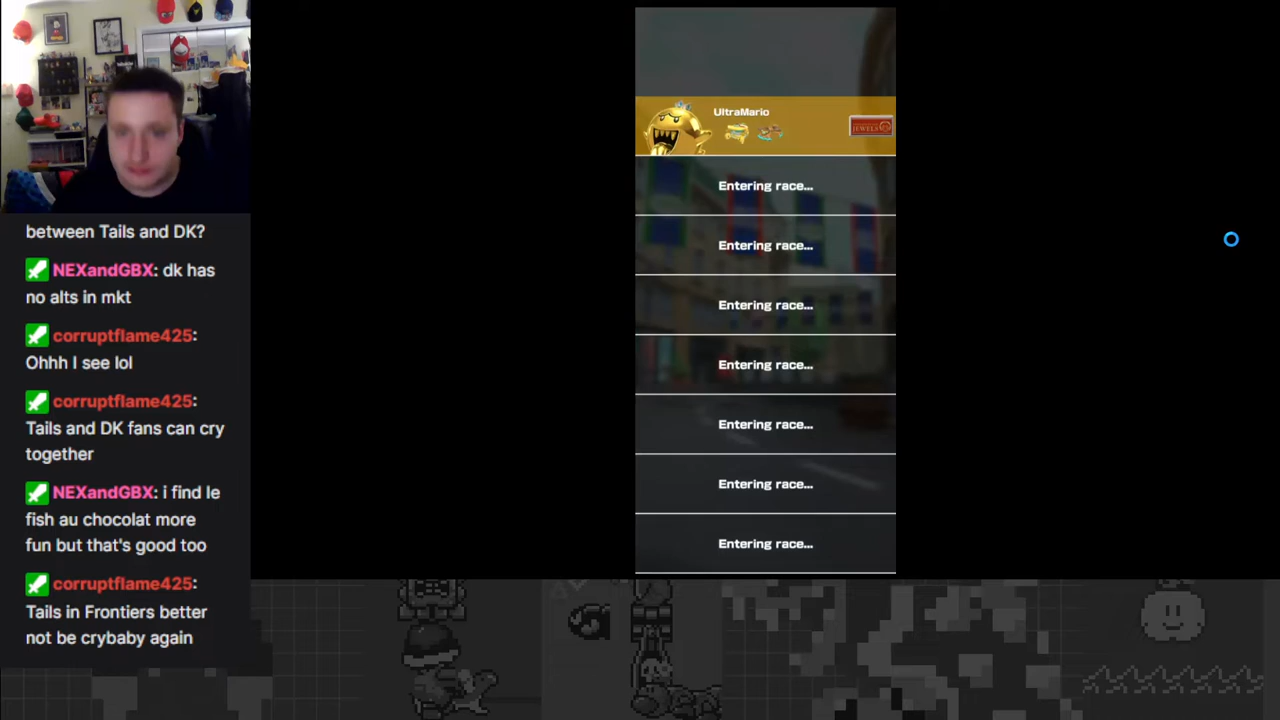 between Tails and DK?
NEXandGBX: dk has
no alts in mkt
corruptflame425:
Ohhh I see lol
corruptflame425:
Tails and DK fans can cry
together
NEXandGBX: i find le
fish au chocolat more
fun but that's good too
corruptflame425:
Tails in Frontiers better
not be crybaby again
UltraMario
JEWELS
Entering race...
Entering race...
Entering race...
Entering race...
Entering race...
Entering race...
Entering race...